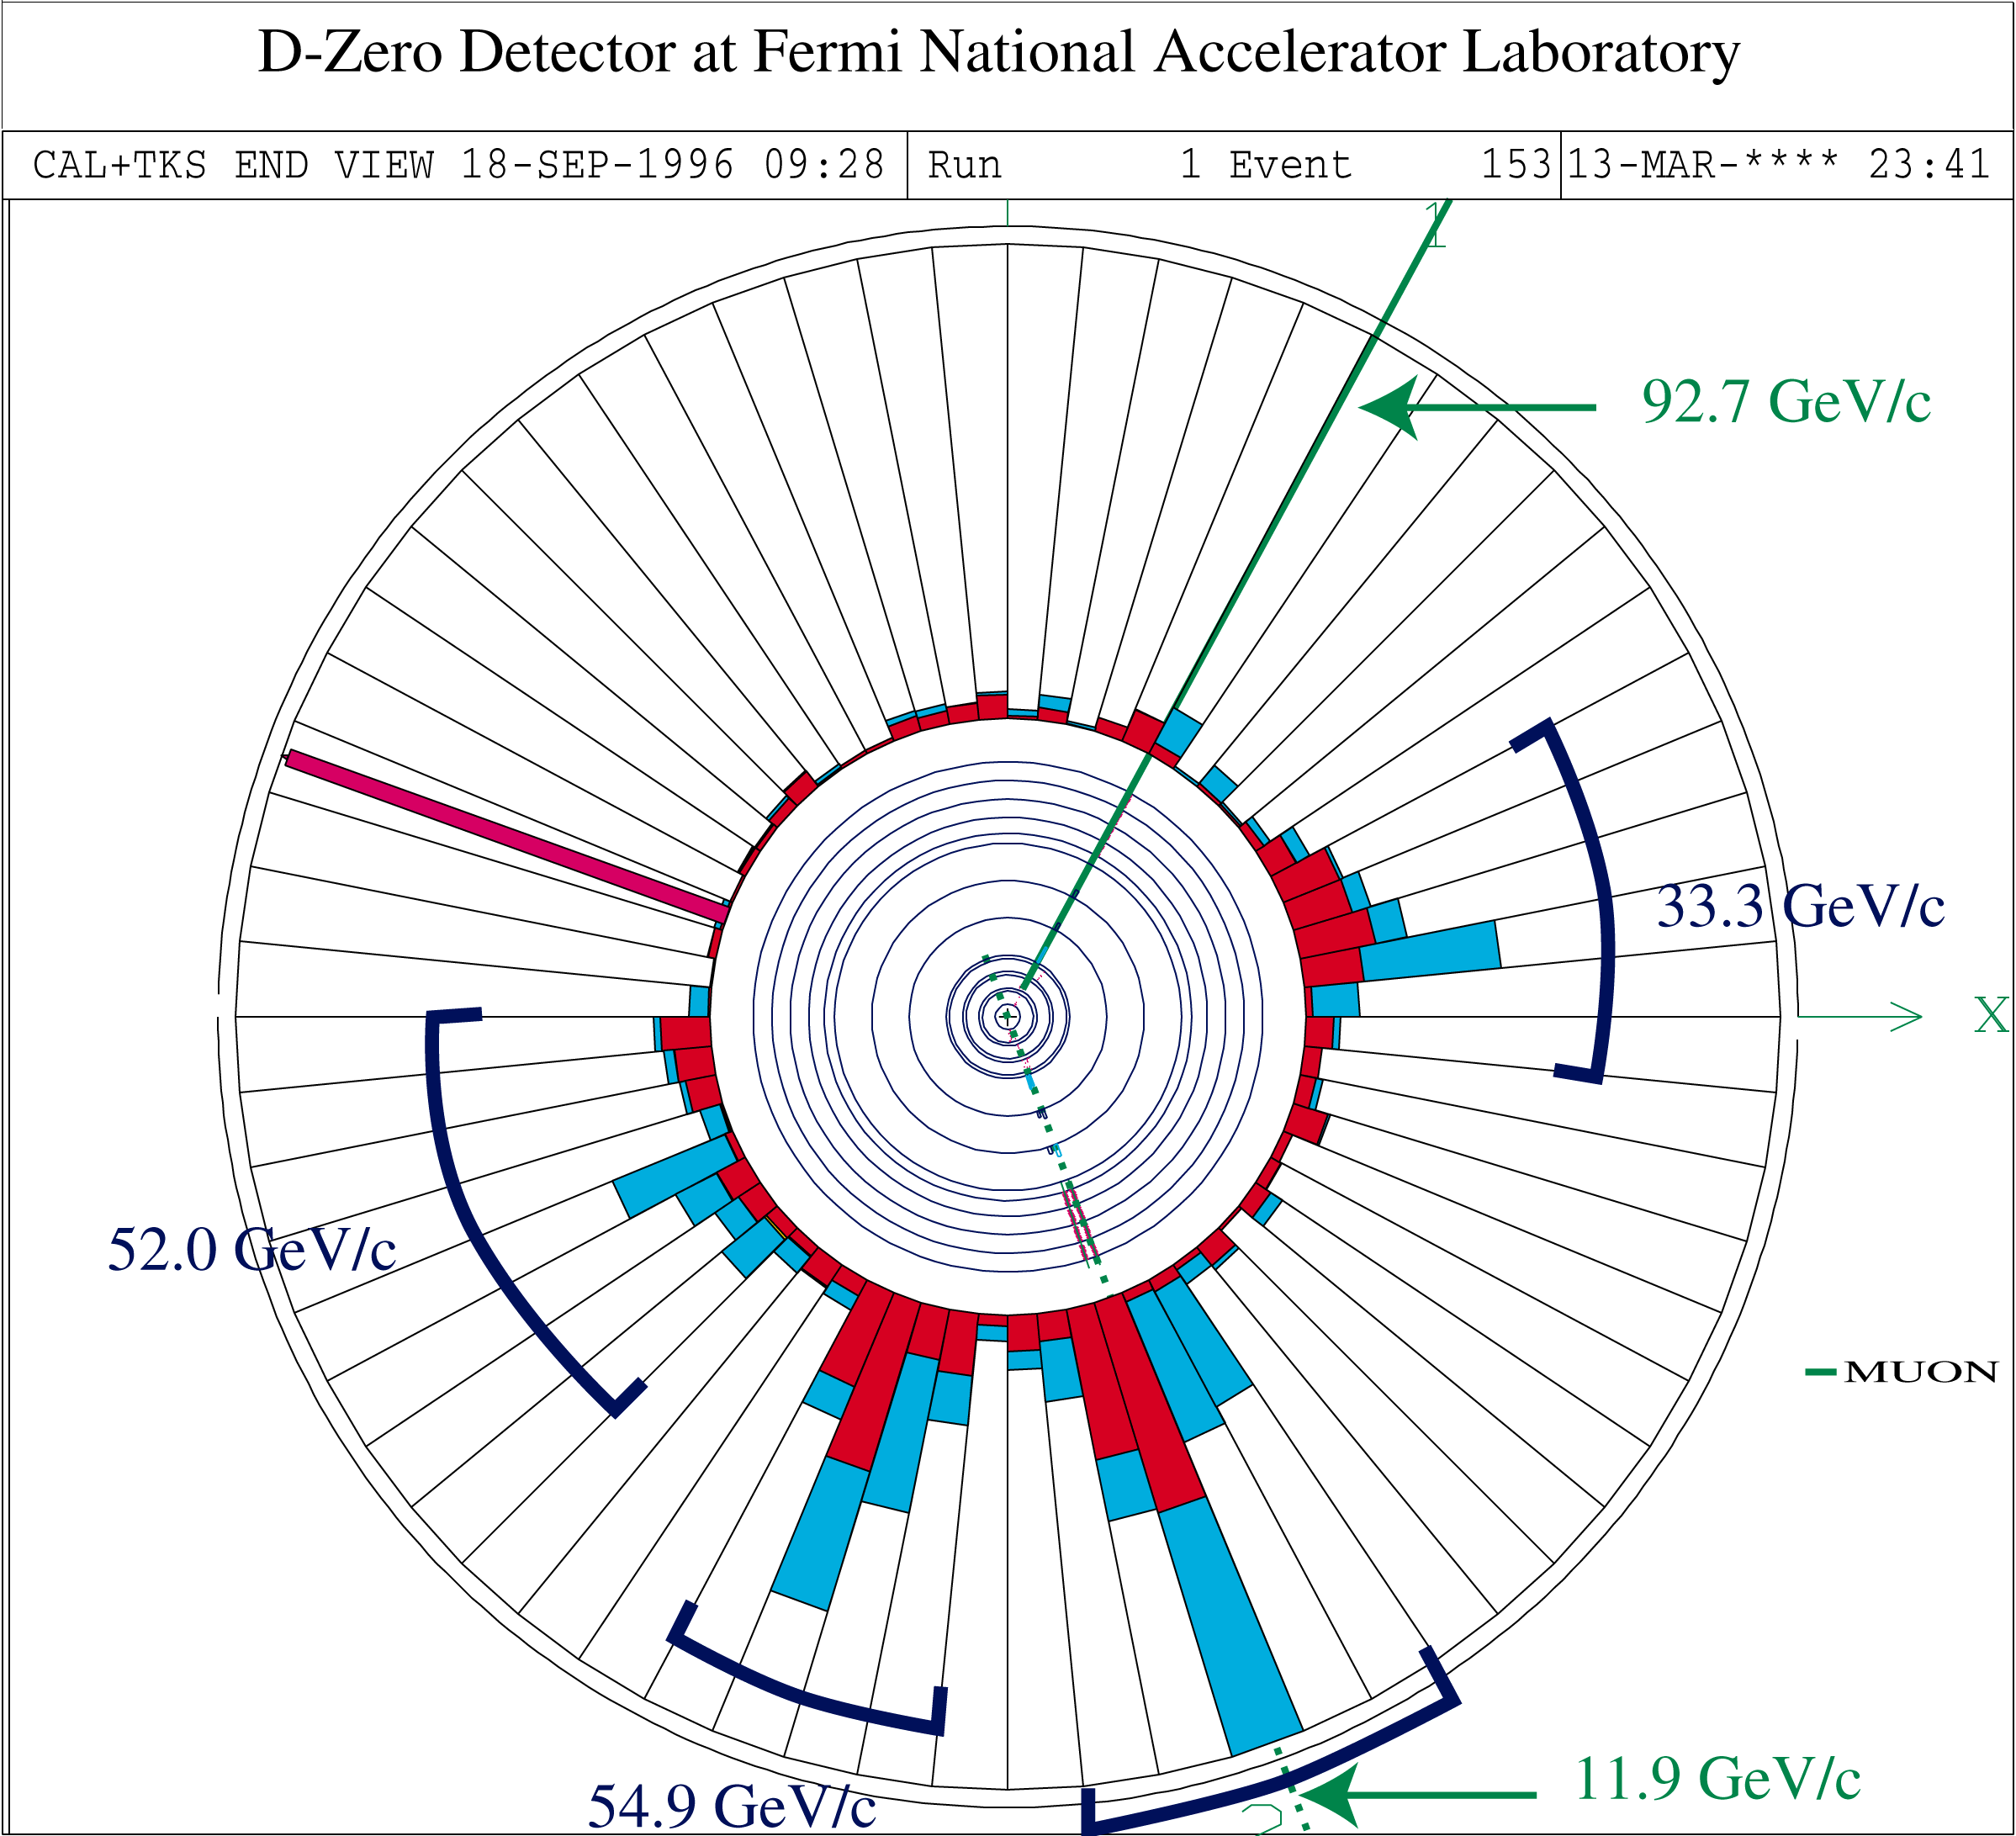 D-Zero Detector at Fermi National Accelerator Laboratory
CAL+TKS END VIEW 18-SEP-1996 09:28 Run 1 Event 153 13-MAR-**** 23:41
1
92.7 GeV/c
33.3 GeV/c
X
52.0 GeV/c
MUON
11.9 GeV/c
54.9 GeV/c